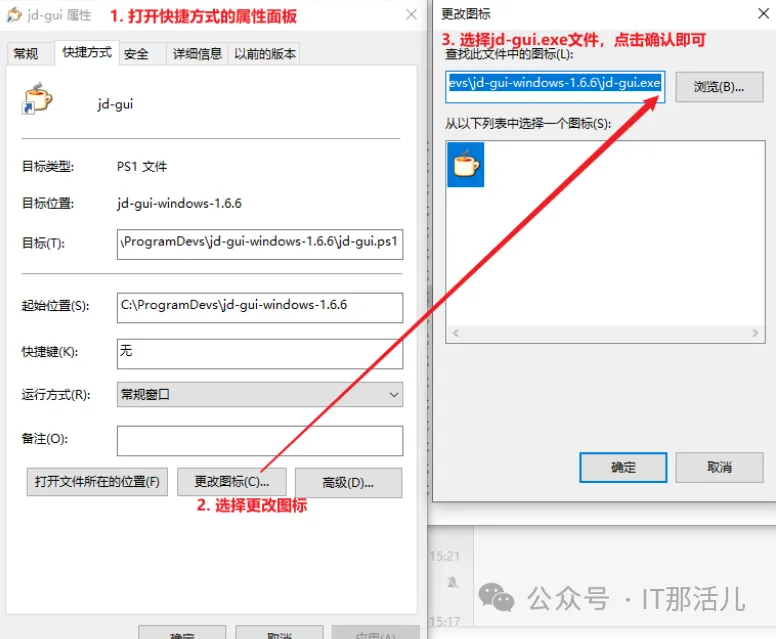 jd-gui 属性
1. 打开快捷方式的属性面板
常规
快捷方式
安全
详细信息
以前的版本
jd-gui
目标类型:
PS1 文件
目标位置:
jd-gui-windows-1.6.6
目标(T):
\ProgramDevs\jd-gui-windows-1.6.6\jd-gui.ps1
起始位置(S):
C:\ProgramDevs\jd-gui-windows-1.6.6
快捷键(K):
无
运行方式(R):
常规窗口
备注(O):
打开文件所在的位置(F)
更改图标(C)...
高级(D)...
2. 选择更改图标
确定
取消
应用(A)
更改图标
3. 选择jd-gui.exe文件，点击确认即可
查找此文件中的图标(L):
evs\jd-gui-windows-1.6.6\jd-gui.exe
浏览(B)...
从以下列表中选择一个图标(S):
确定
取消
15:21
15:17
公众号 · IT那活儿